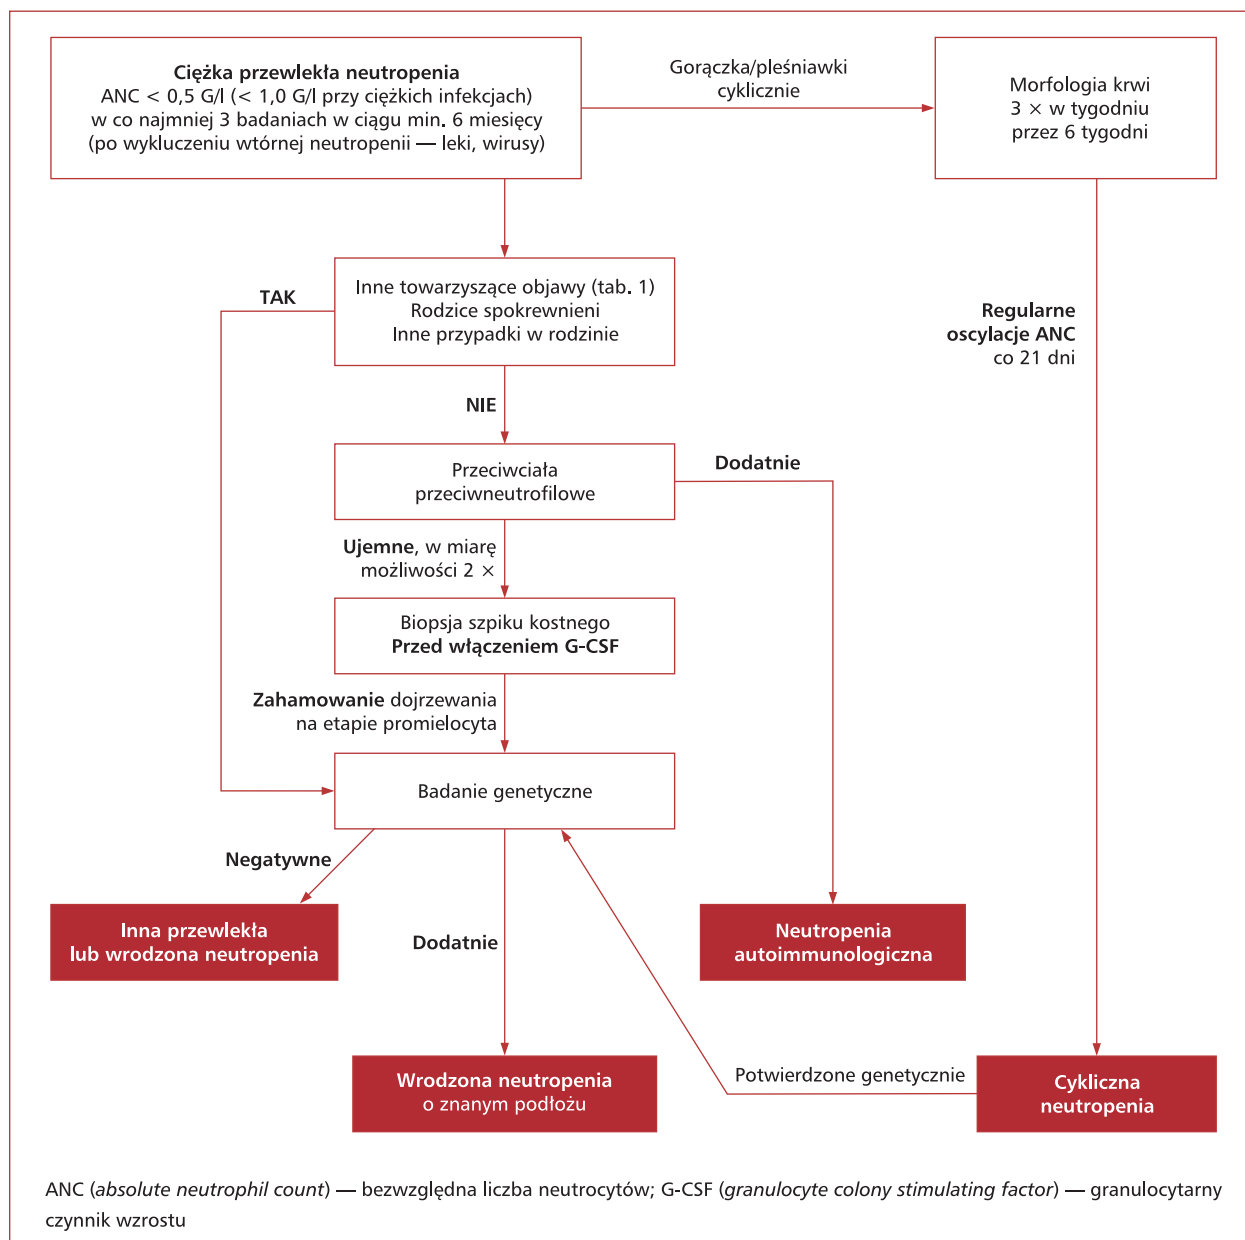 Ciężka przewlekła neutropenia
ANC < 0,5 G/l (< 1,0 G/l przy ciężkich infekcjach)
w co najmniej 3 badaniach w ciągu min. 6 miesięcy
(po wykluczeniu wtórnej neutropenii — leki, wirusy)
Gorączka/pleśniawki
cyklicznie
Morfologia krwi
3 × w tygodniu
przez 6 tygodni
TAK
Inne towarzyszące objawy (tab. 1)
Rodzice spokrewnieni
Inne przypadki w rodzinie
Regularne
oscylacje ANC
co 21 dni
NIE
Przeciwciała
przeciwneutrofilowe
Dodatnie
Ujemne, w miarę
możliwości 2 ×
Biopsja szpiku kostnego
Przed włączeniem G-CSF
Zahamowanie dojrzewania
na etapie promielocyta
Badanie genetyczne
Negatywne
Inna przewlekła
lub wrodzona neutropenia
Dodatnie
Neutropenia
autoimmunologiczna
Wrodzona neutropenia
o znanym podłożu
Potwierdzone genetycznie
Cykliczna
neutropenia
ANC (absolute neutrophil count) — bezwzględna liczba neutrocytów; G-CSF (granulocyte colony stimulating factor) — granulocytarny
czynnik wzrostu